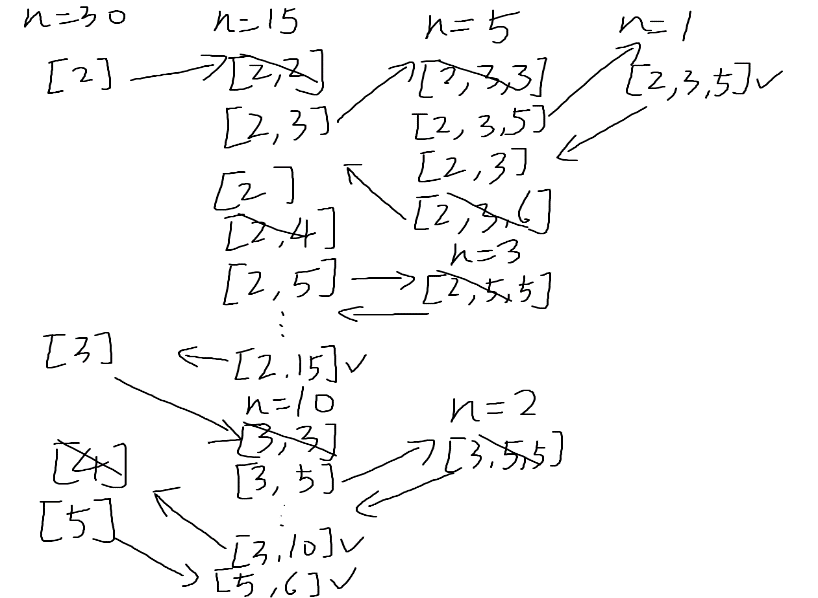 n=30 n=15 n=5 n=1
[2] [2,2] [2,3,3] [2,3,5]✓
[2,3] [2,3,5]
[2] [2,3]
[2,4] [2,3,6]
n=3
[2,5] [2,5,5]
⋮
[3] [2.15]✓
n=10 n=2
[4] [3,3] [3,5,5]
[3,5]
[5] ⋮
[3,10]✓
[5,6]✓